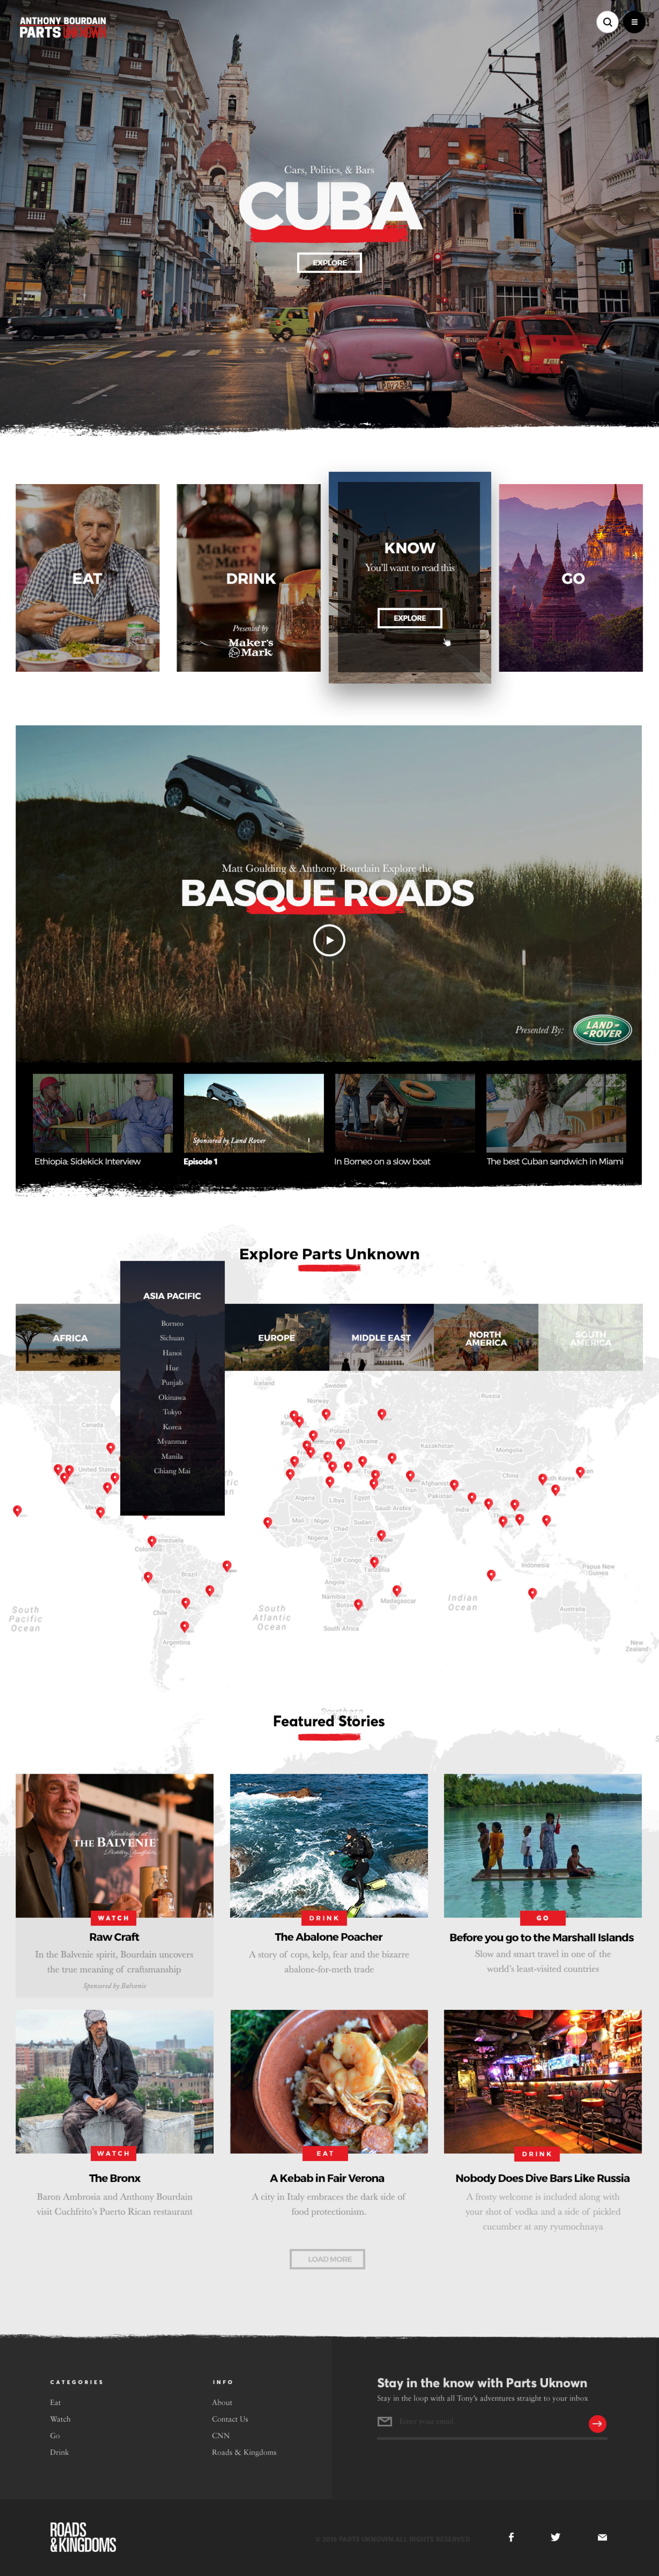 ANTHONY BOURDAIN
PARTS UNKNOWN
Cars, Politics, & Bars
CUBA
EXPLORE
EAT
DRINK
Presented by
Maker's
Mark
KNOW
You'll want to read this
EXPLORE
GO
Matt Goulding & Anthony Bourdain Explore the
BASQUE ROADS
Presented By:
LAND-
ROVER
Sponsored by Land Rover
Ethiopia: Sidekick Interview
Episode 1
In Borneo on a slow boat
The best Cuban sandwich in Miami
Explore Parts Unknown
AFRICA
ASIA PACIFIC
Borneo
Sichuan
Hanoi
Hue
Punjab
Okinawa
Tokyo
Korea
Myanmar
Manila
Chiang Mai
EUROPE
MIDDLE EAST
NORTH
AMERICA
SOUTH
AMERICA
Iceland
Sweden
Norway
Russia
Canada
Poland
Ukraine
Kazakhstan
Mongolia
United States
China
South Korea
Iraq
Iran
Afghanistan
Pakistan
Algeria
Libya
Egypt
Saudi Arabia
India
Mali
Niger
Chad
Sudan
Nigeria
Ethiopia
Venezuela
Colombia
DR Congo
Tanzania
Indonesia
Papua New
Guinea
Brazil
Bolivia
Angola
Namibia
Madagascar
Indian
Ocean
Australia
Chile
South
Pacific
Ocean
South
Atlantic
Ocean
South Africa
Argentina
New
Zealand
Featured Stories
THE BALVENIE
WATCH
Raw Craft
In the Balvenie spirit, Bourdain uncovers
the true meaning of craftsmanship
Sponsored by Balvenie
DRINK
The Abalone Poacher
A story of cops, kelp, fear and the bizarre
abalone-for-meth trade
GO
Before you go to the Marshall Islands
Slow and smart travel in one of the
world's least-visited countries
WATCH
The Bronx
Baron Ambrosia and Anthony Bourdain
visit Cuchfrito's Puerto Rican restaurant
EAT
A Kebab in Fair Verona
A city in Italy embraces the dark side of
food protectionism.
DRINK
Nobody Does Dive Bars Like Russia
A frosty welcome is included along with
your shot of vodka and a side of pickled
cucumber at any ryumochnaya
LOAD MORE
CATEGORIES
Eat
Watch
Go
Drink
INFO
About
Contact Us
CNN
Roads & Kingdoms
Stay in the know with Parts Uknown
Stay in the loop with all Tony's adventures straight to your inbox
Enter your email
ROADS
& KINGDOMS
© 2016 PARTS UNKNOWN ALL RIGHTS RESERVED